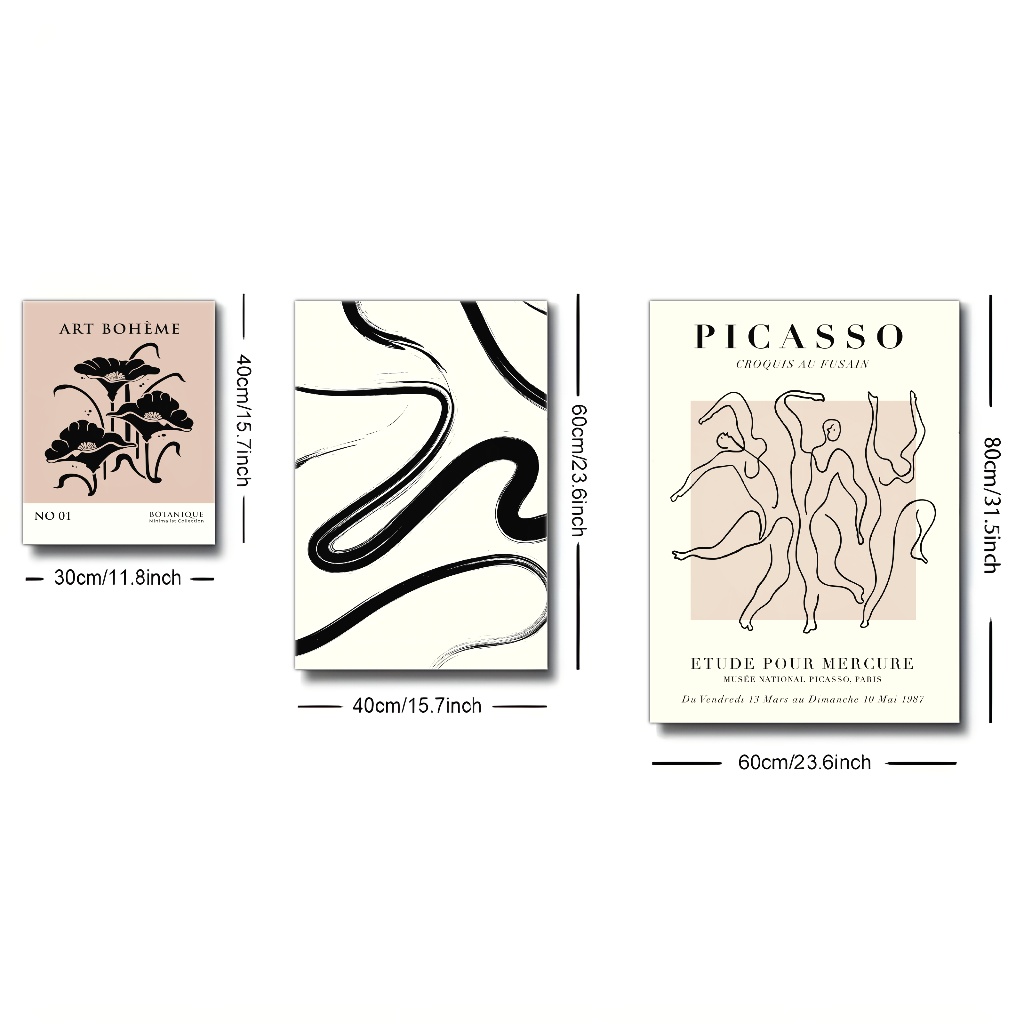 ART BOHÈME
NO 01
BOTANIQUE
Minimalist Collection
40cm/15.7inch
30cm/11.8inch
60cm/23.6inch
40cm/15.7inch
PICASSO
CROQUIS AU FUSAIN
ETUDE POUR MERCURE
MUSÉE NATIONAL PICASSO, PARIS
Du Vendredi 13 Mars au Dimanche 10 Mai 1987
80cm/31.5inch
60cm/23.6inch